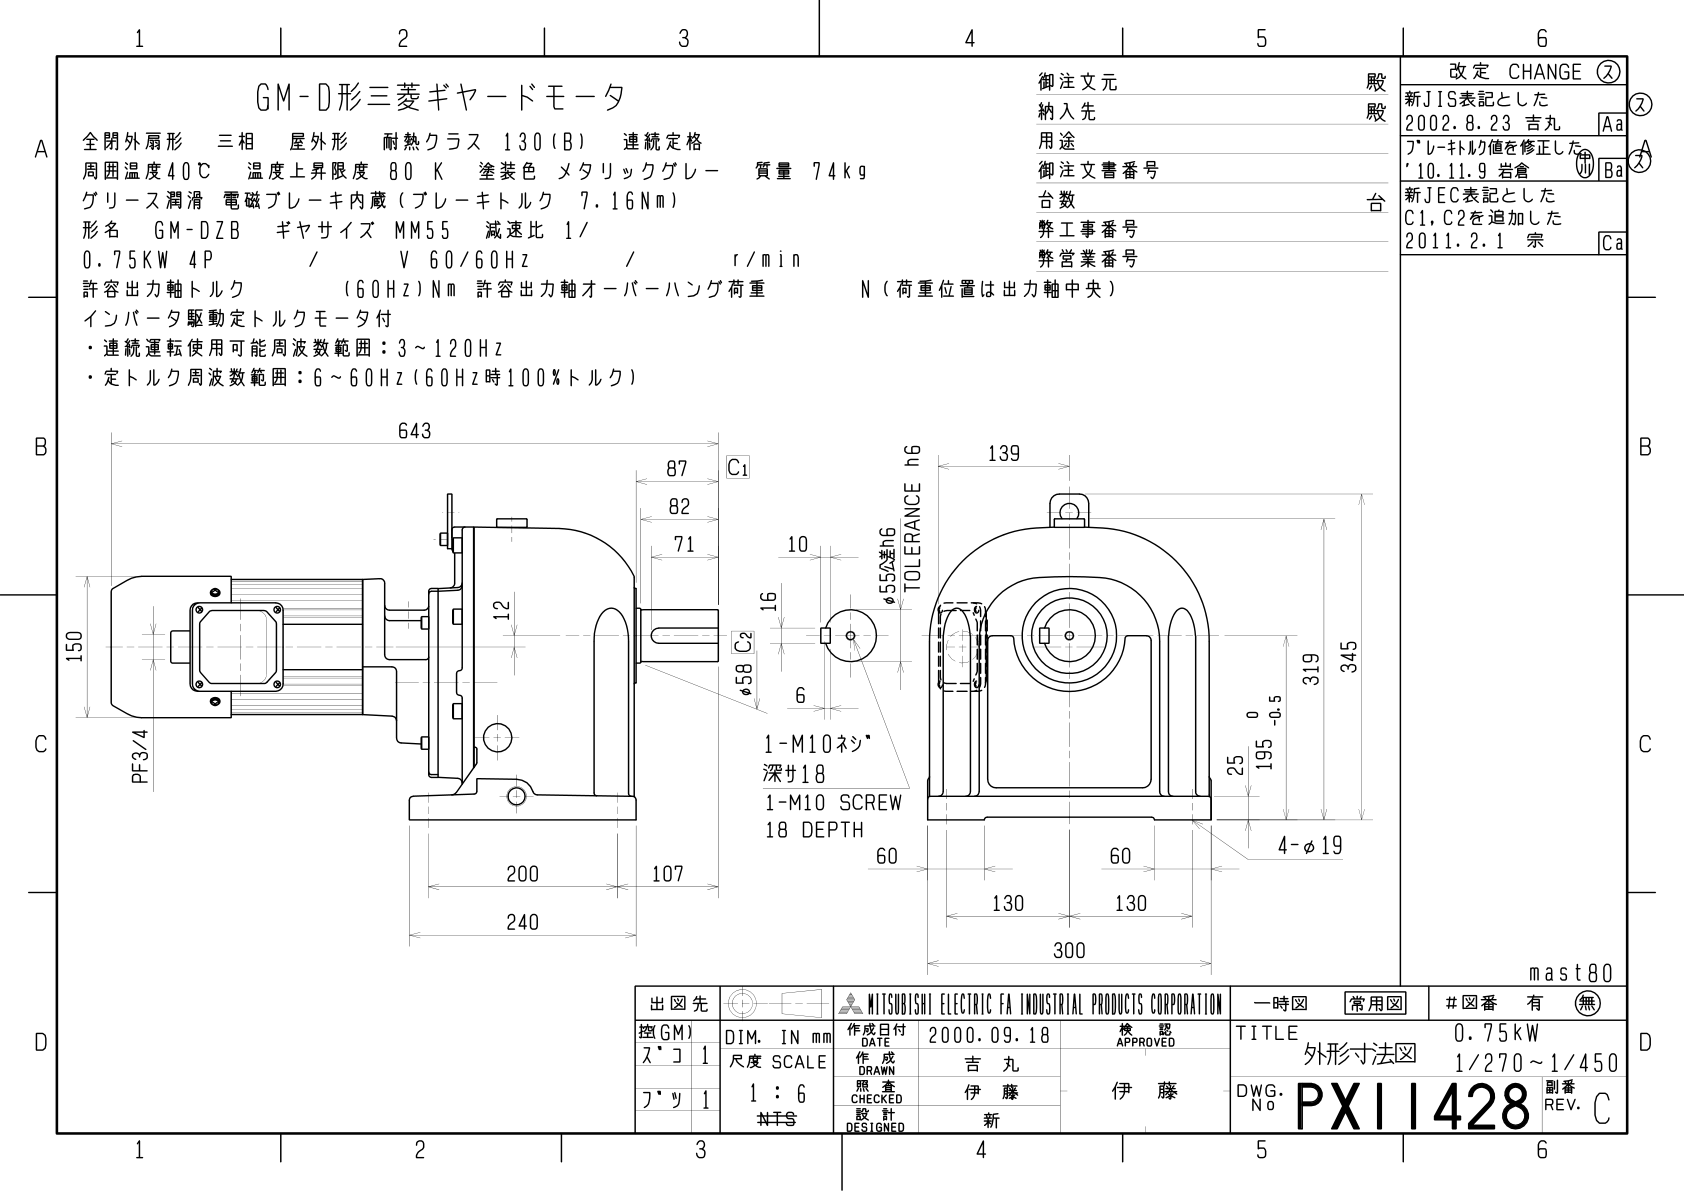 1 2 3 4 5 6
GM-D形三菱ギヤードモータ
全閉外扇形 三相 屋外形 耐熱クラス 130(B) 連続定格
周囲温度40℃ 温度上昇限度 80 K 塗装色 メタリックグレー 質量 74kg
グリース潤滑 電磁ブレーキ内蔵(ブレーキトルク 7.16Nm)
形名 GM-DZB ギヤサイズ MM55 減速比 1/
0.75KW 4P / V 60/60Hz / r/min
許容出力軸トルク (60Hz)Nm 許容出力軸オーバーハング荷重 N(荷重位置は出力軸中央)
インバータ駆動定トルクモータ付
・連続運転使用可能周波数範囲:3~120Hz
・定トルク周波数範囲:6~60Hz(60Hz時100%トルク)
御注文元 殿
納入先 殿
用途
御注文書番号
台数 台
弊工事番号
弊営業番号
改定 CHANGE ス
新JIS表記とした ス
2002.8.23 吉丸 Aa
ブレーキトルク値を修正した
'10.11.9 岩倉 中川 Ba ス
新JEC表記とした
C1,C2を追加した
2011.2.1 宗 Ca
A
B
C
D
A
B
C
D
643
87 C1
82
71
12
150
PF3/4
C2
φ58
200 107
240
10
16
6
φ55公差h6
TOLERANCE h6
1-M10ネジ
深サ18
1-M10 SCREW
18 DEPTH
139
345
319
195 0 -0.5
25
4-φ19
60 60
130 130
300
mast80
出図先
控(GM)
ズコ 1
ブツ 1
DIM. IN mm
尺度 SCALE
1 : 6
NTS
MITSUBISHI ELECTRIC FA INDUSTRIAL PRODUCTS CORPORATION
作成日付 DATE 2000.09.18
作成 DRAWN 吉丸
照査 CHECKED 伊藤
設計 DESIGNED 新
検認 APPROVED
伊藤
一時図 常用図 #図番 有 無
TITLE 外形寸法図
0.75kW
1/270~1/450
DWG. No PX11428
副番 REV. C
1 2 3 4 5 6